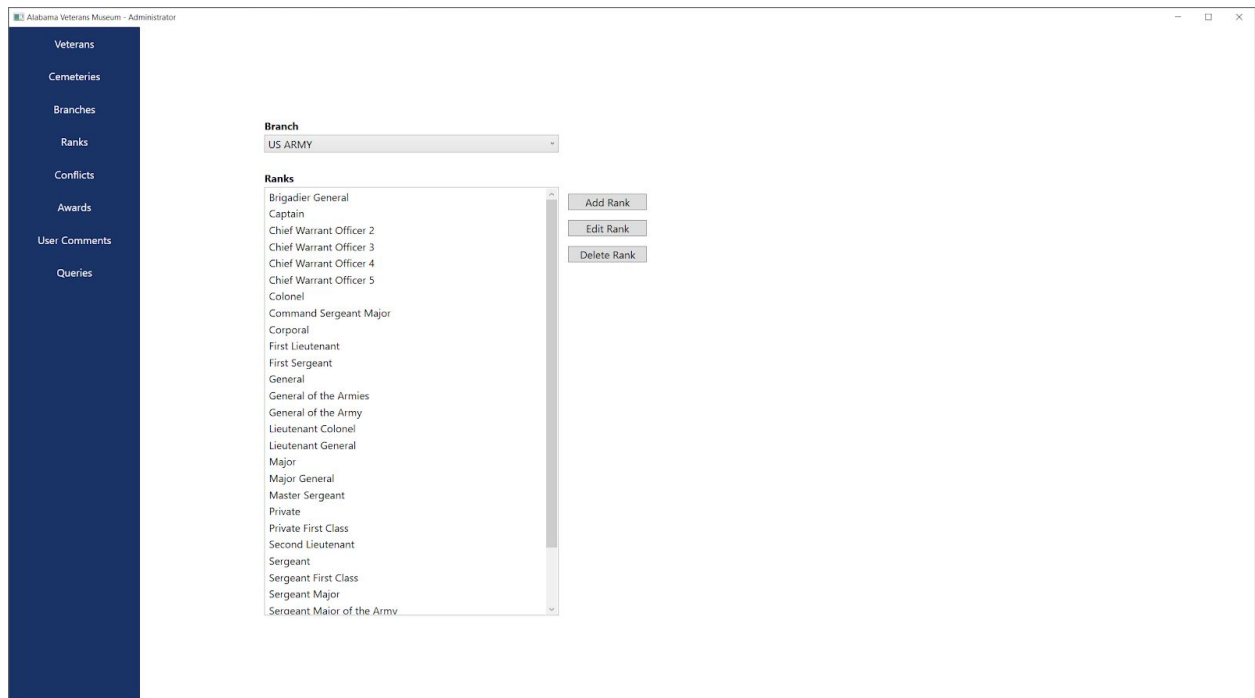 Alabama Veterans Museum - Administrator
Veterans
Cemeteries
Branches
Ranks
Conflicts
Awards
User Comments
Queries
Branch
US ARMY
Ranks
Brigadier General
Captain
Chief Warrant Officer 2
Chief Warrant Officer 3
Chief Warrant Officer 4
Chief Warrant Officer 5
Colonel
Command Sergeant Major
Corporal
First Lieutenant
First Sergeant
General
General of the Armies
General of the Army
Lieutenant Colonel
Lieutenant General
Major
Major General
Master Sergeant
Private
Private First Class
Second Lieutenant
Sergeant
Sergeant First Class
Sergeant Major
Sergeant Major of the Army
Add Rank
Edit Rank
Delete Rank